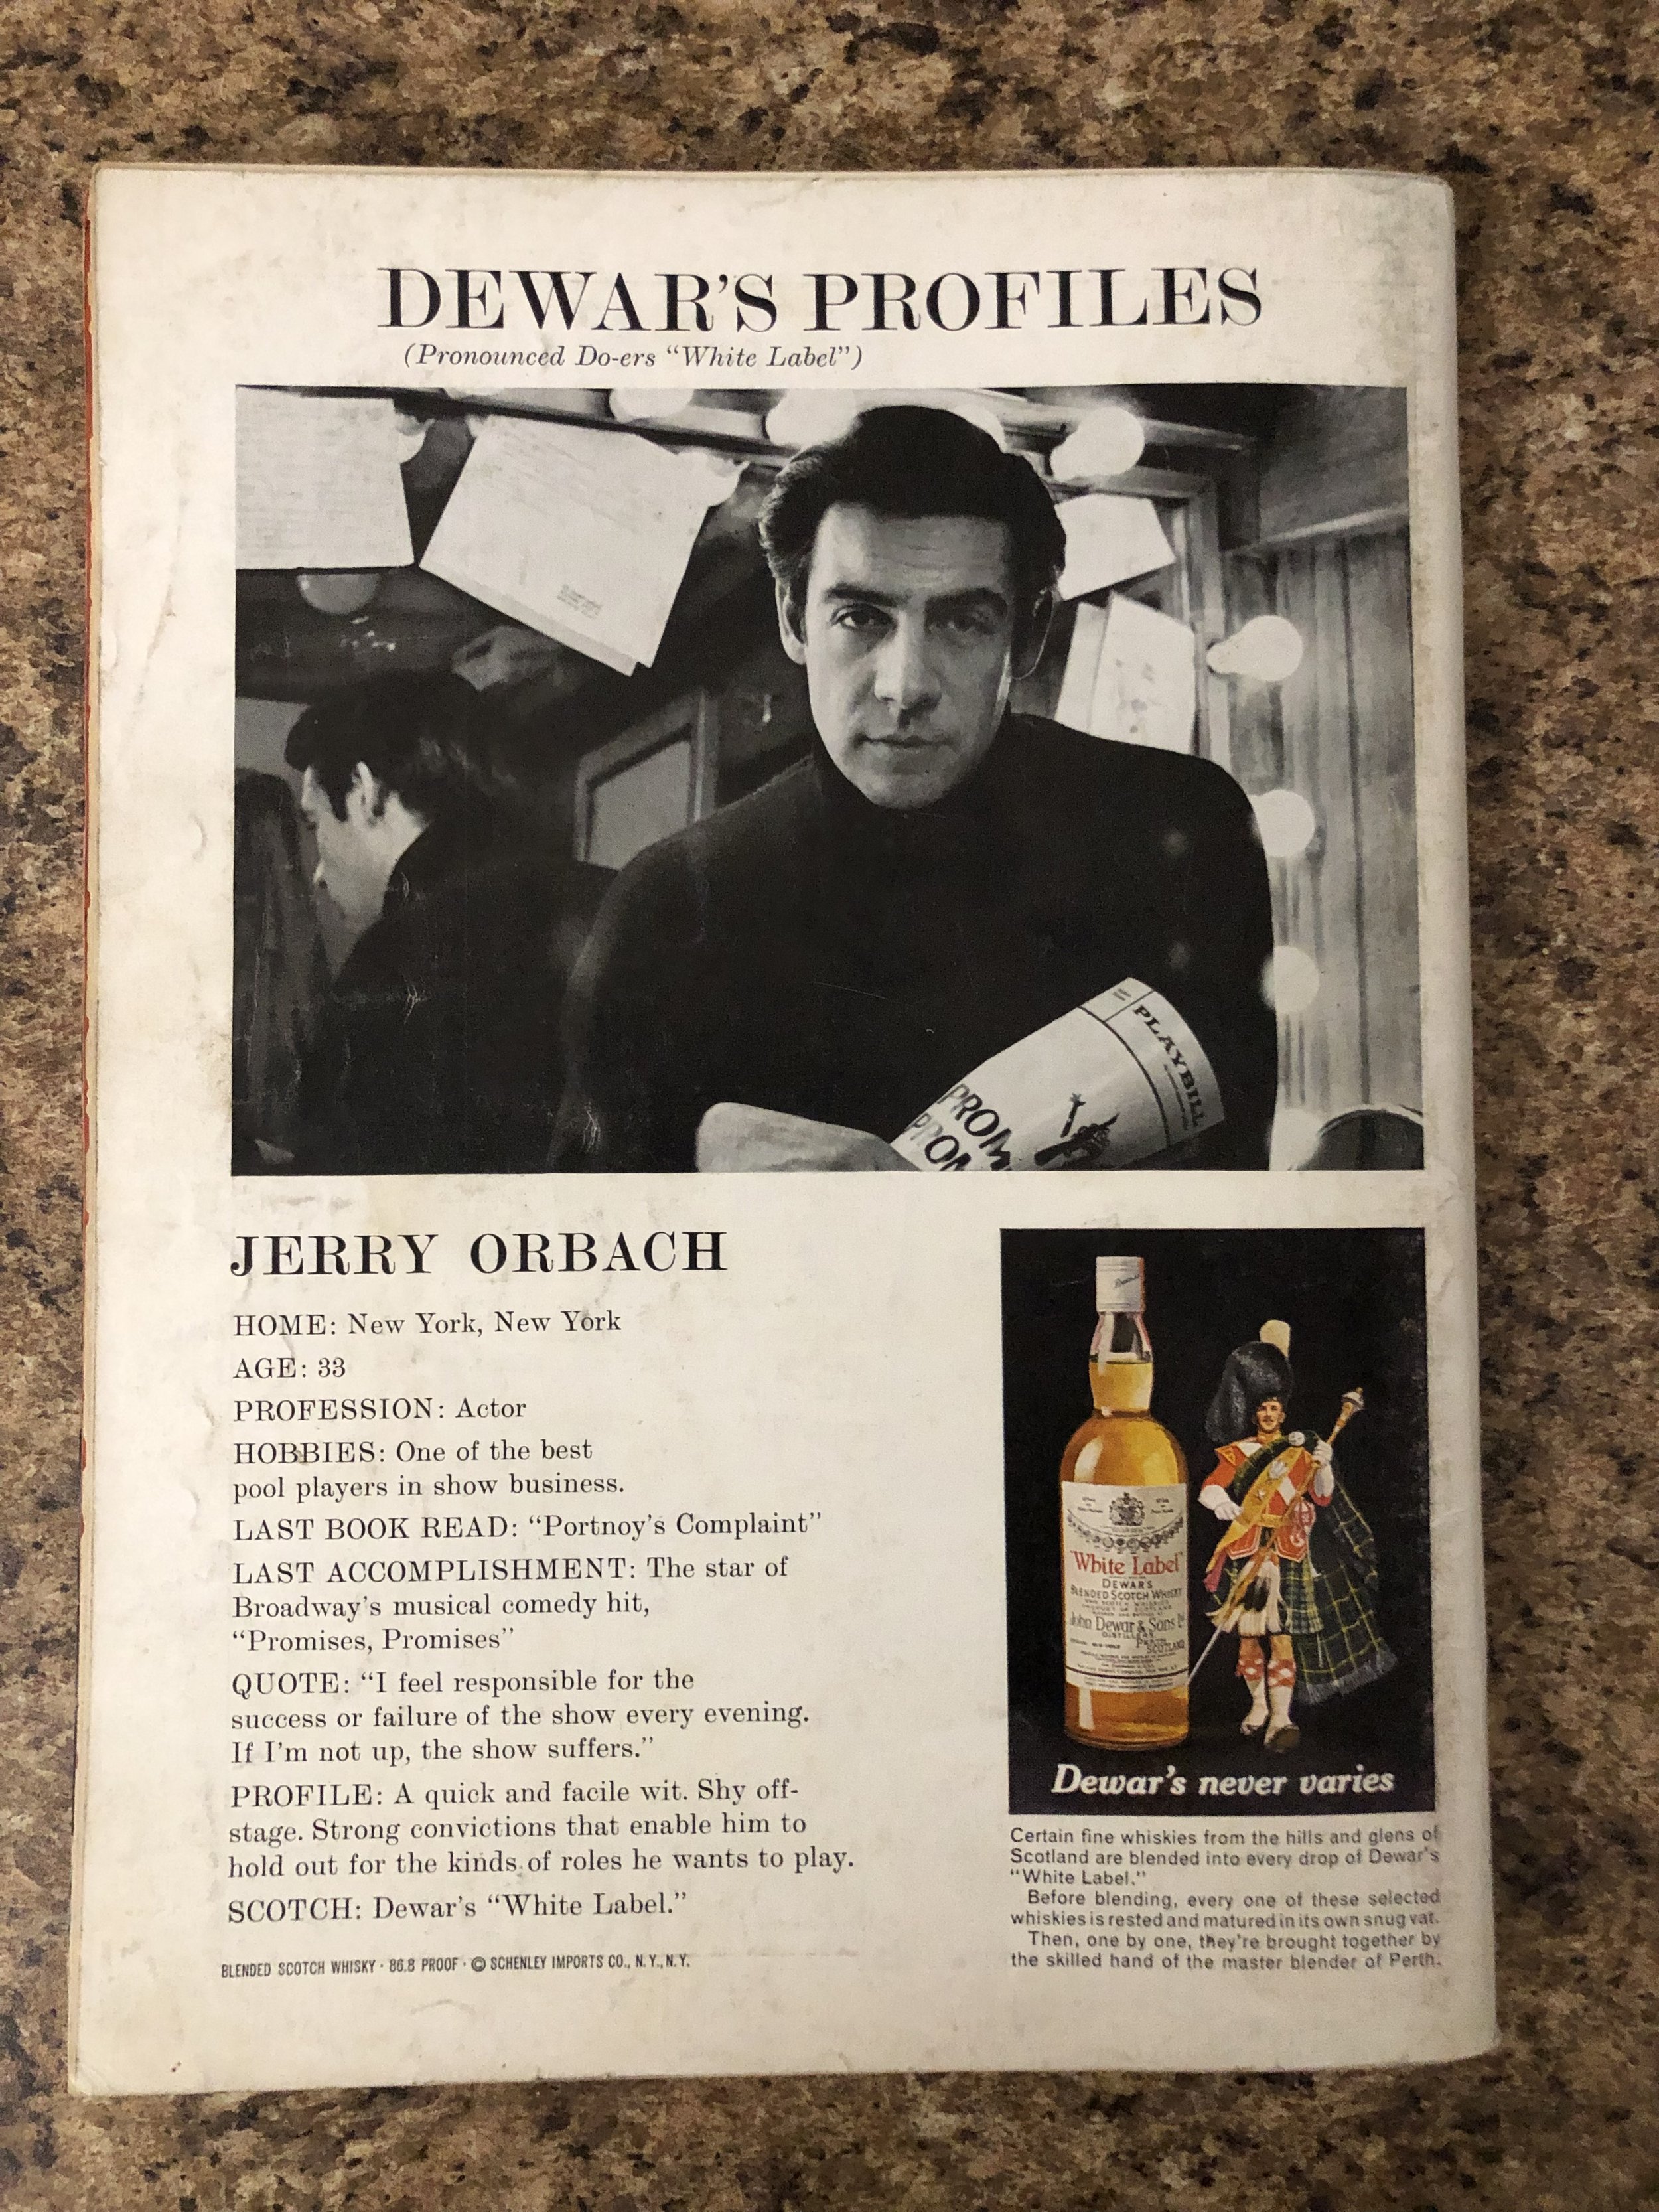 DEWAR'S PROFILES
(Pronounced Do-ers “White Label”)
PLAYBILL
JERRY ORBACH
HOME: New York, New York
AGE: 33
PROFESSION: Actor
HOBBIES: One of the best
pool players in show business.
LAST BOOK READ: “Portnoy's Complaint”
LAST ACCOMPLISHMENT: The star of
Broadway's musical comedy hit,
“Promises, Promises”
QUOTE: “I feel responsible for the
success or failure of the show every evening.
If I'm not up, the show suffers.”
PROFILE: A quick and facile wit. Shy off-
stage. Strong convictions that enable him to
hold out for the kinds of roles he wants to play.
SCOTCH: Dewar's “White Label.”
BLENDED SCOTCH WHISKY · 86.8 PROOF · © SCHENLEY IMPORTS CO., N.Y., N.Y.
“White Label”
DEWAR'S
BLENDED SCOTCH WHISKY
John Dewar & Sons Ltd
DISTILLERS
PERTH
SCOTLAND
Dewar's never varies
Certain fine whiskies from the hills and glens of
Scotland are blended into every drop of Dewar's
“White Label.”
Before blending, every one of these selected
whiskies is rested and matured in its own snug vat.
Then, one by one, they're brought together by
the skilled hand of the master blender of Perth.